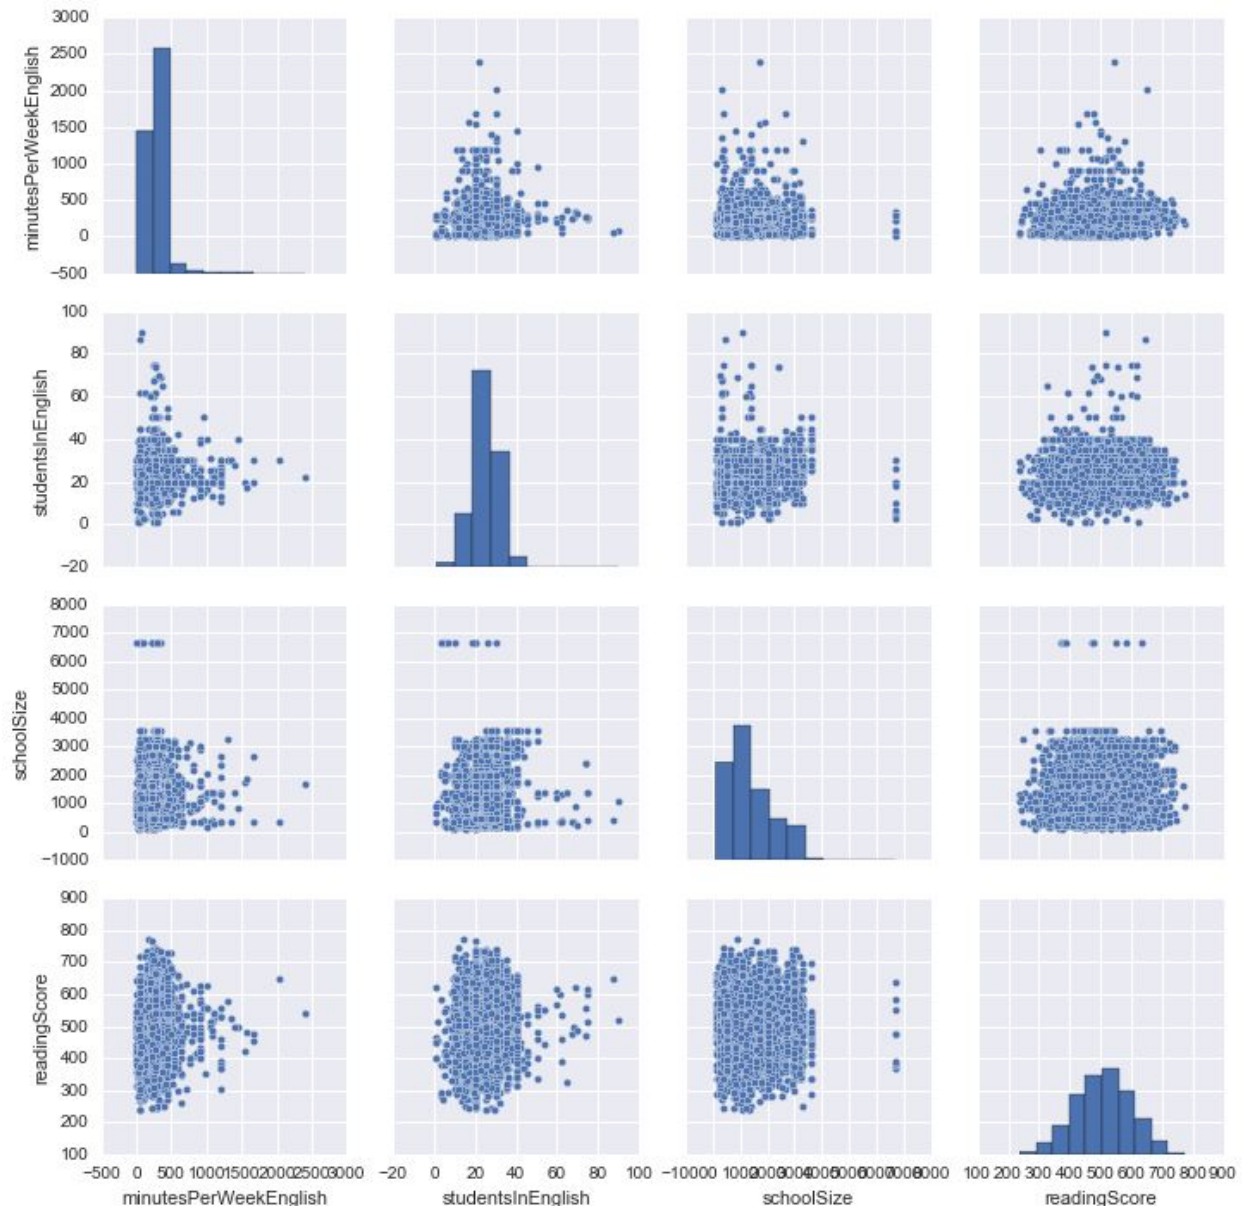 3000
2500
2000
1500
1000
500
0
−500
minutesPerWeekEnglish
100
80
60
40
20
0
−20
studentsInEnglish
8000
7000
6000
5000
4000
3000
2000
1000
0
−1000
schoolSize
900
800
700
600
500
400
300
200
100
readingScore
−500 0 500 1000 1500 2000 2500 3000
minutesPerWeekEnglish
−20 0 20 40 60 80 100
studentsInEnglish
−1000 0 1000 2000 3000 4000 5000 6000 7000 8000
schoolSize
100 200 300 400 500 600 700 800 900
readingScore